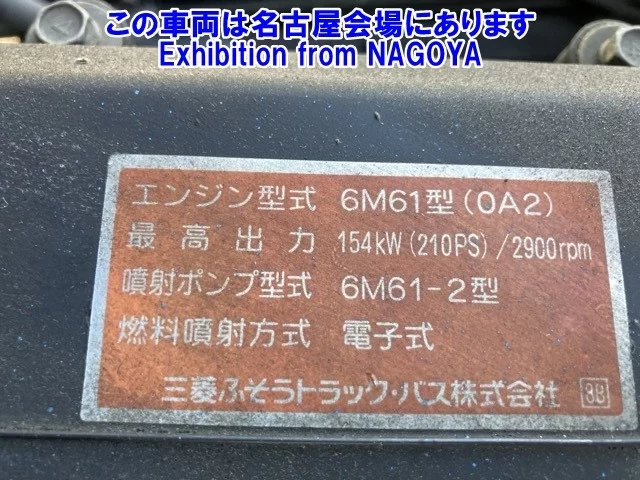 この車両は名古屋会場にあります
Exhibition from NAGOYA
エンジン型式 6M61型(0A2)
最高出力 154kW(210PS)/2900rpm
噴射ポンプ型式 6M61-2型
燃料噴射方式 電子式
三菱ふそうトラック・バス株式会社 3B